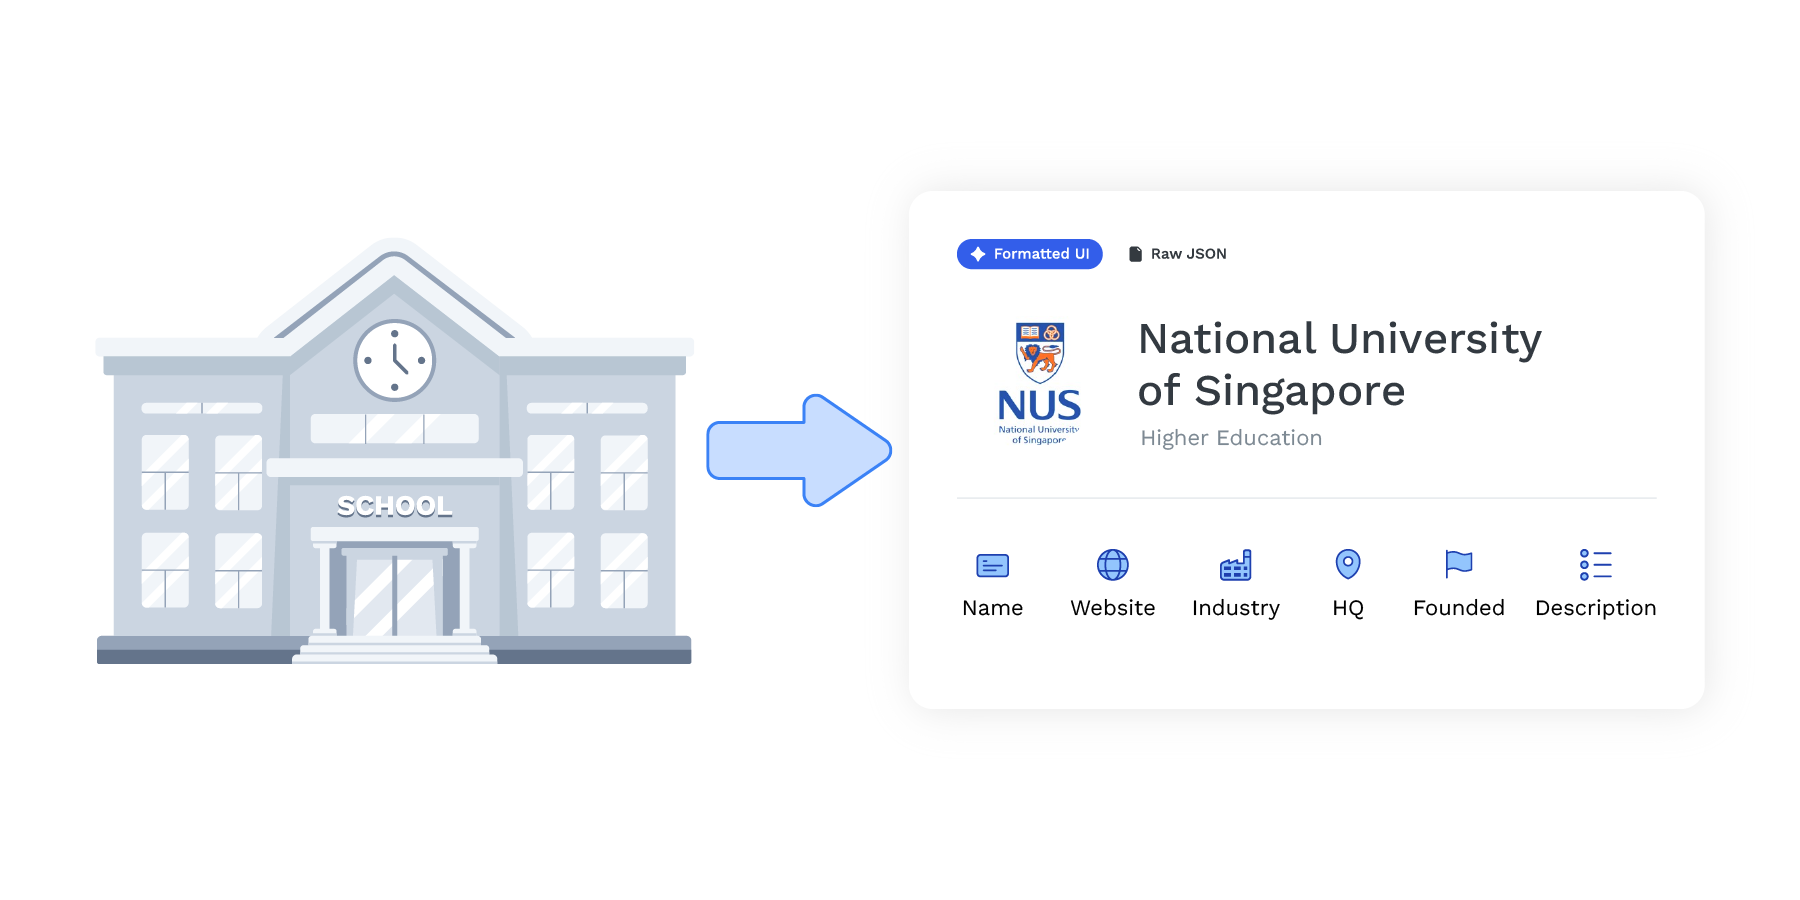 SCHOOL
Formatted UI
Raw JSON
NUS
National University
of Singapore
National University
of Singapore
Higher Education
Name
Website
Industry
HQ
Founded
Description